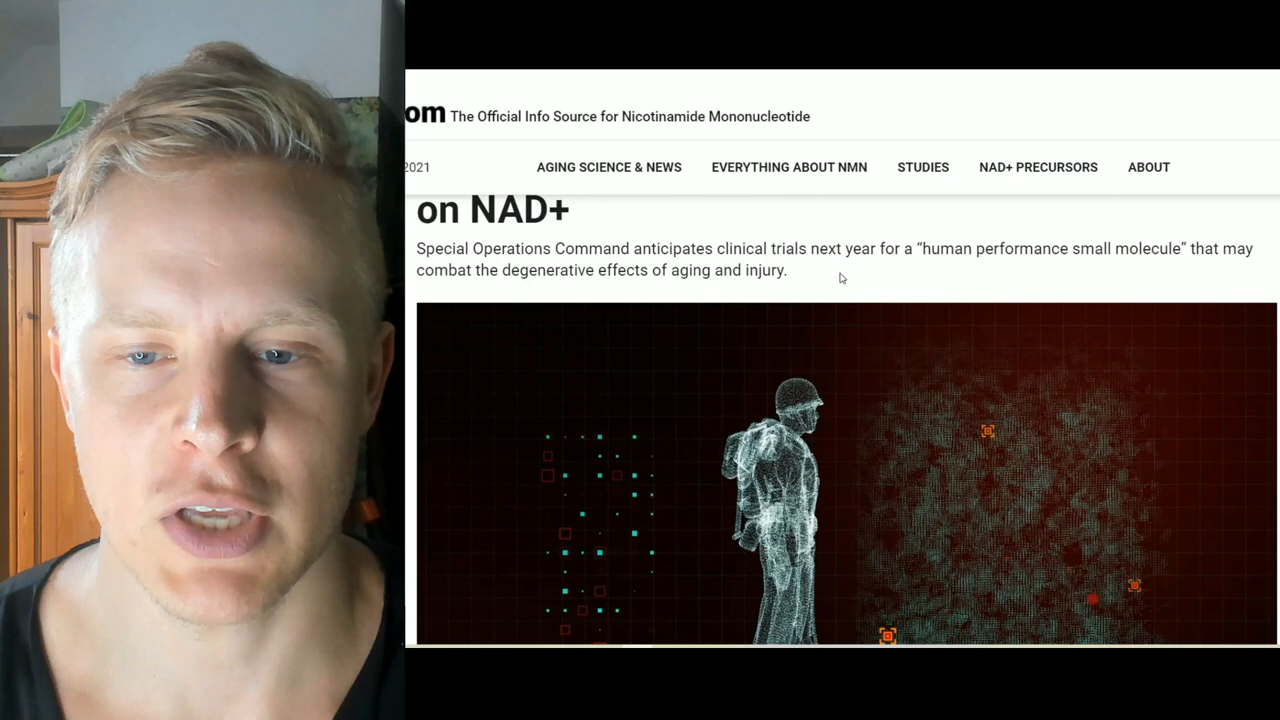 om The Official Info Source for Nicotinamide Mononucleotide
2021 AGING SCIENCE & NEWS EVERYTHING ABOUT NMN STUDIES NAD+ PRECURSORS ABOUT
on NAD+
Special Operations Command anticipates clinical trials next year for a “human performance small molecule” that may
combat the degenerative effects of aging and injury.